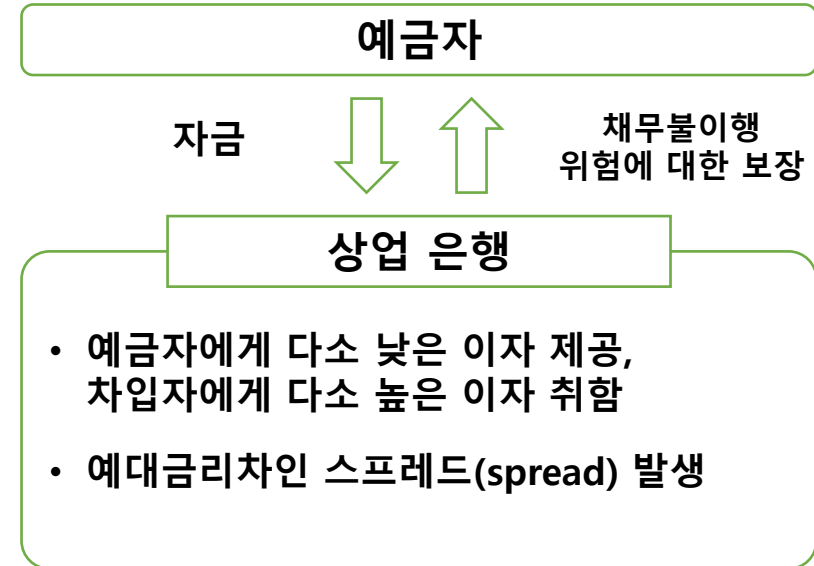 예금자
자금
채무불이행
위험에 대한 보장
상업 은행
• 예금자에게 다소 낮은 이자 제공,
차입자에게 다소 높은 이자 취함
• 예대금리차인 스프레드(spread) 발생